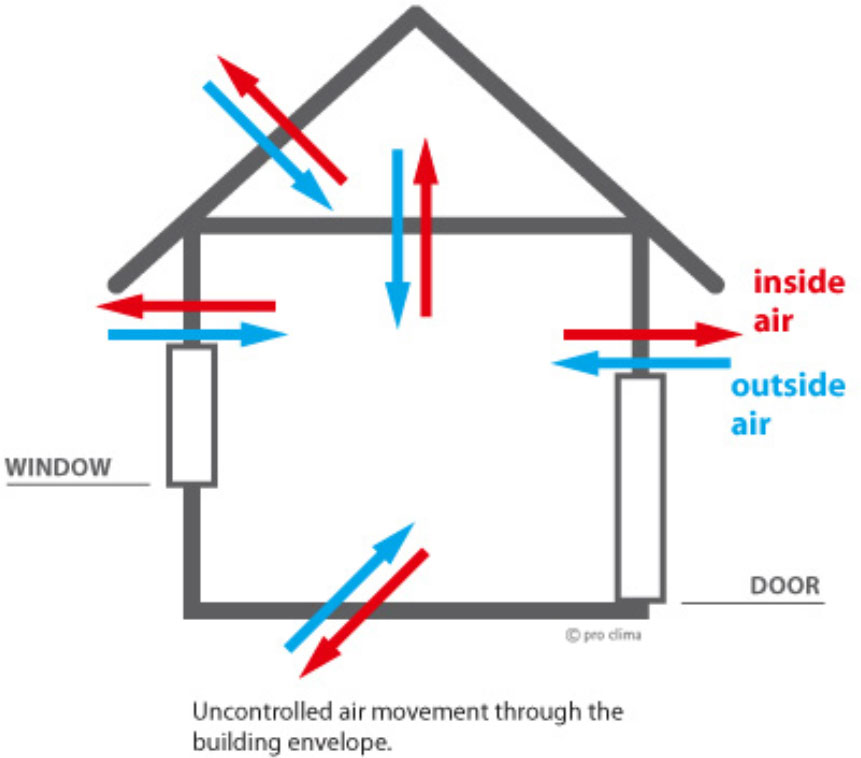 inside
air
outside
air
WINDOW
DOOR
© pro clima
Uncontrolled air movement through the
building envelope.